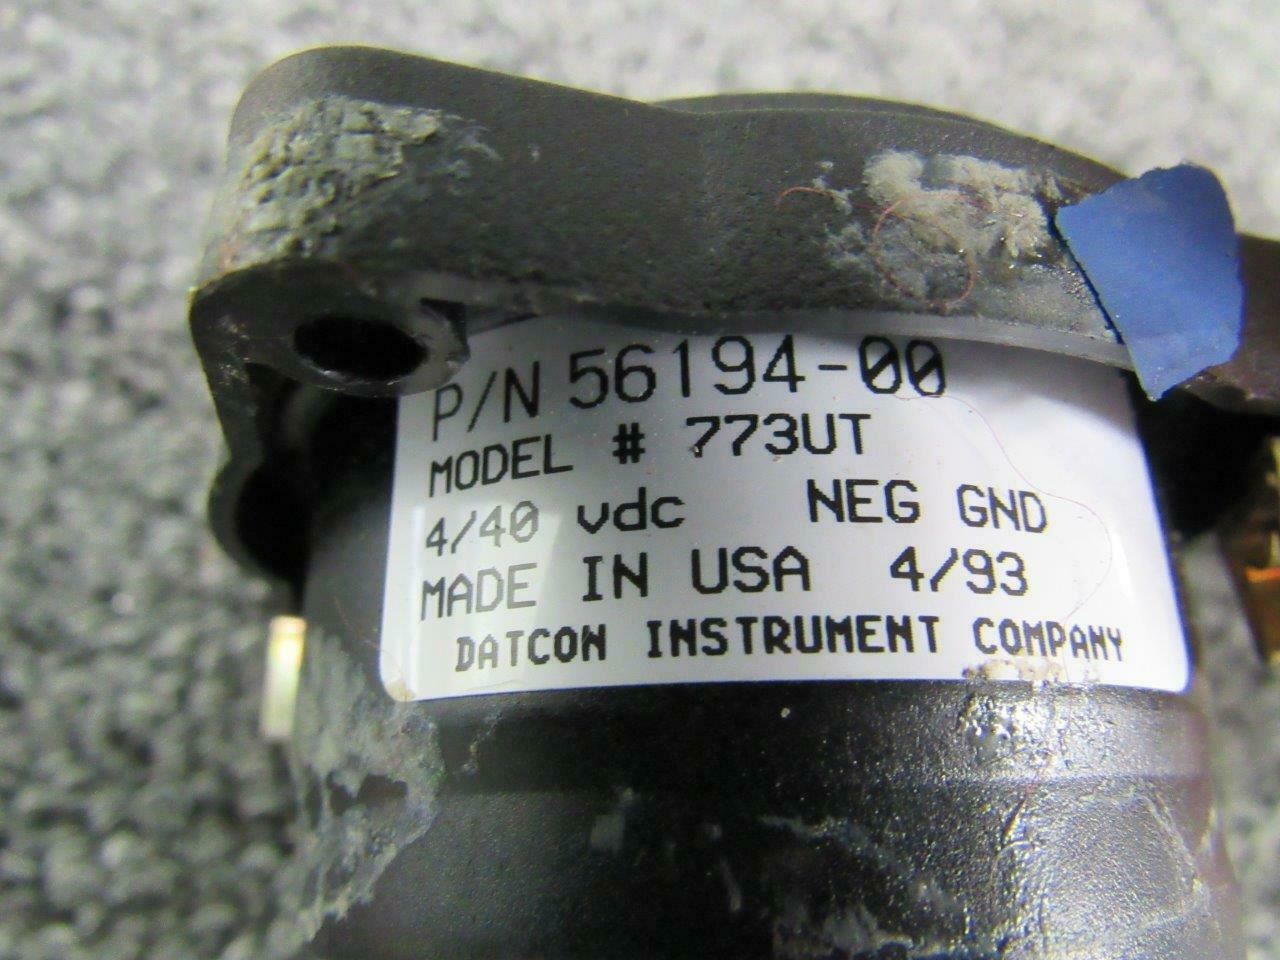 P/N 56194-00
MODEL # 773UT
4/40 vdc NEG GND
MADE IN USA 4/93
DATCON INSTRUMENT COMPANY